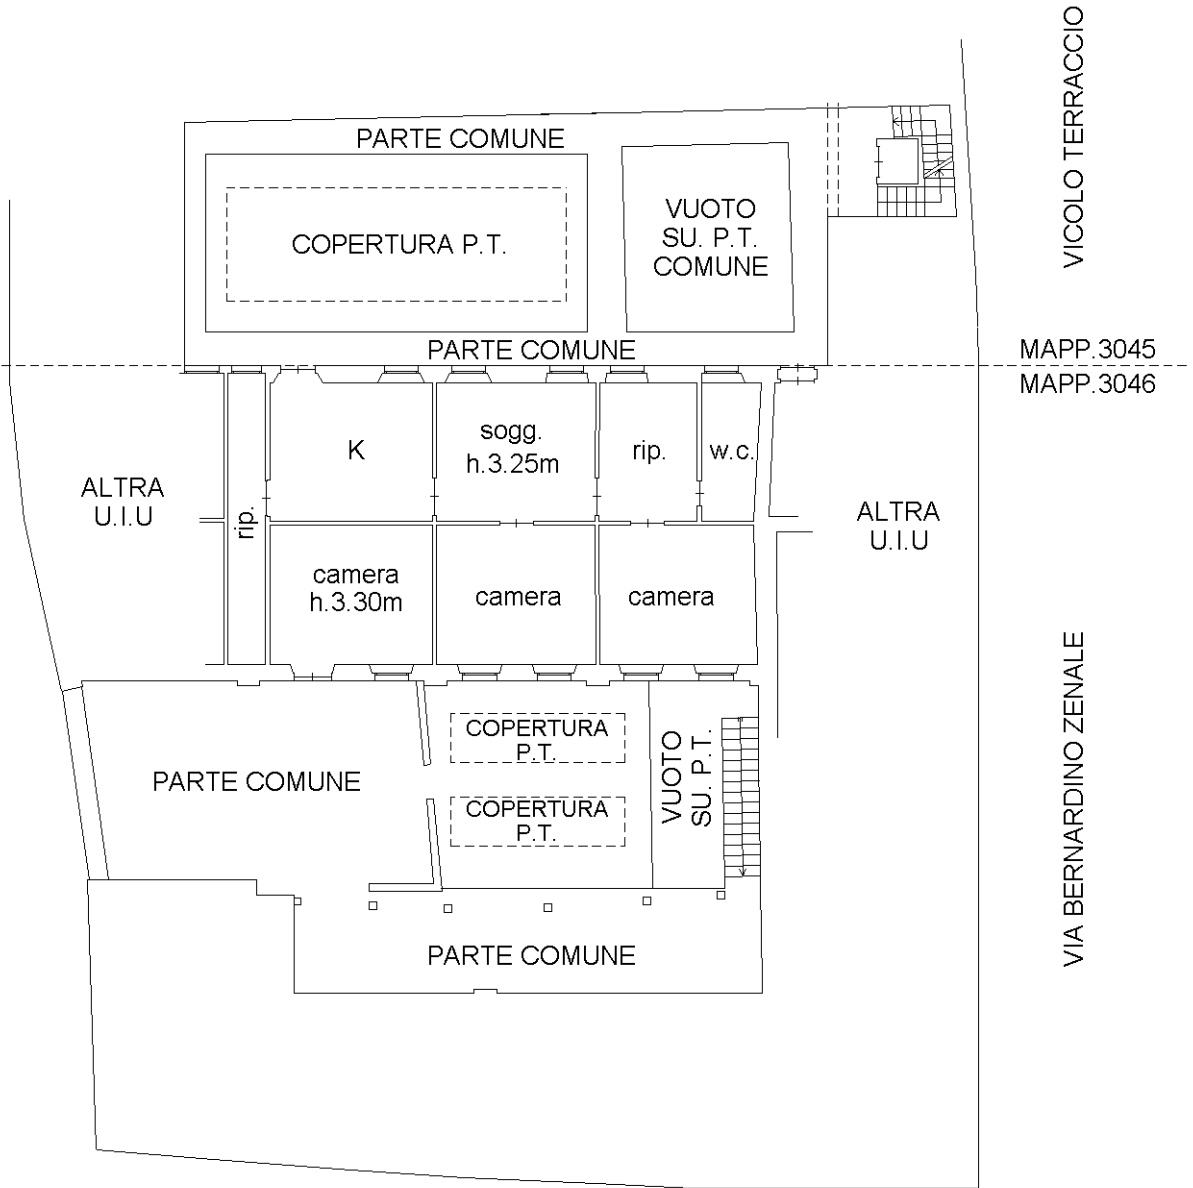 VICOLO TERRACCIO
PARTE COMUNE
COPERTURA P.T.
VUOTO
SU. P.T.
COMUNE
PARTE COMUNE
MAPP.3045
MAPP.3046
ALTRA
U.I.U
rip.
K
sogg.
h.3.25m
rip.
w.c.
ALTRA
U.I.U
camera
h.3.30m
camera
camera
VIA BERNARDINO ZENALE
PARTE COMUNE
COPERTURA
P.T.
COPERTURA
P.T.
VUOTO
SU. P.T.
PARTE COMUNE